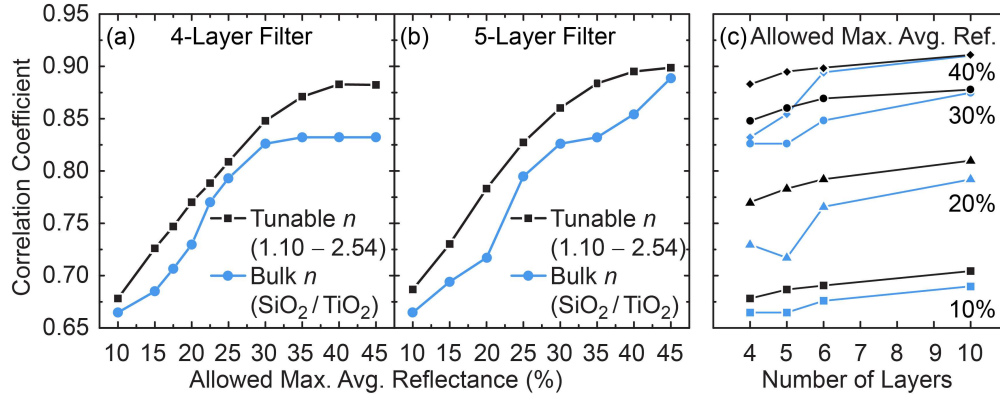 (a) 4-Layer Filter
(b) 5-Layer Filter
(c) Allowed Max. Avg. Ref.
Correlation Coefficient
0.95
0.90
0.85
0.80
0.75
0.70
0.65
Tunable n
(1.10 – 2.54)
Bulk n
(SiO₂ / TiO₂)
Tunable n
(1.10 – 2.54)
Bulk n
(SiO₂ / TiO₂)
40%
30%
20%
10%
10 15 20 25 30 35 40 45
10 15 20 25 30 35 40 45
4 5 6 7 8 9 10
Allowed Max. Avg. Reflectance (%)
Number of Layers